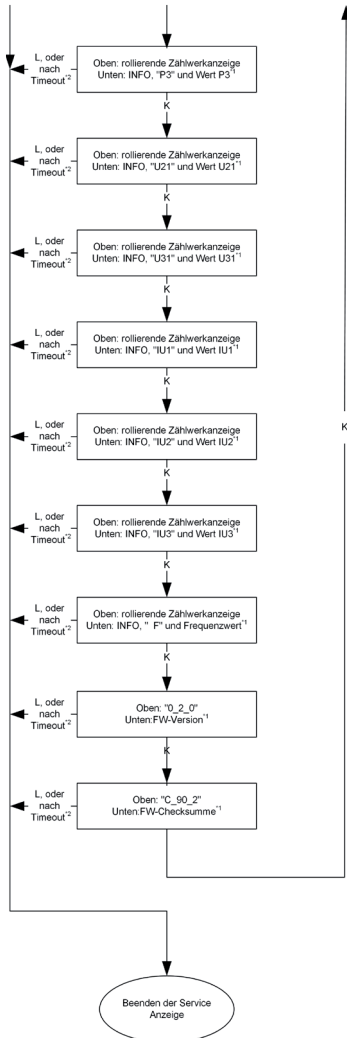 L, oder
nach
Timeout*2
Oben: rollierende Zählwerkanzeige
Unten: INFO, "P3" und Wert P3*1
K
L, oder
nach
Timeout*2
Oben: rollierende Zählwerkanzeige
Unten: INFO, "U21" und Wert U21*1
K
L, oder
nach
Timeout*2
Oben: rollierende Zählwerkanzeige
Unten: INFO, "U31" und Wert U31*1
K
L, oder
nach
Timeout*2
Oben: rollierende Zählwerkanzeige
Unten: INFO, "IU1" und Wert IU1*1
K
L, oder
nach
Timeout*2
Oben: rollierende Zählwerkanzeige
Unten: INFO, "IU2" und Wert IU2*1
K
K
L, oder
nach
Timeout*2
Oben: rollierende Zählwerkanzeige
Unten: INFO, "IU3" und Wert IU3*1
K
L, oder
nach
Timeout*2
Oben: rollierende Zählwerkanzeige
Unten: INFO, "  F" und Frequenzwert*1
K
L, oder
nach
Timeout*2
Oben: "0_2_0"
Unten:FW-Version*1
K
L, oder
nach
Timeout*2
Oben: "C_90_2"
Unten:FW-Checksumme*1
Beenden der Service
Anzeige